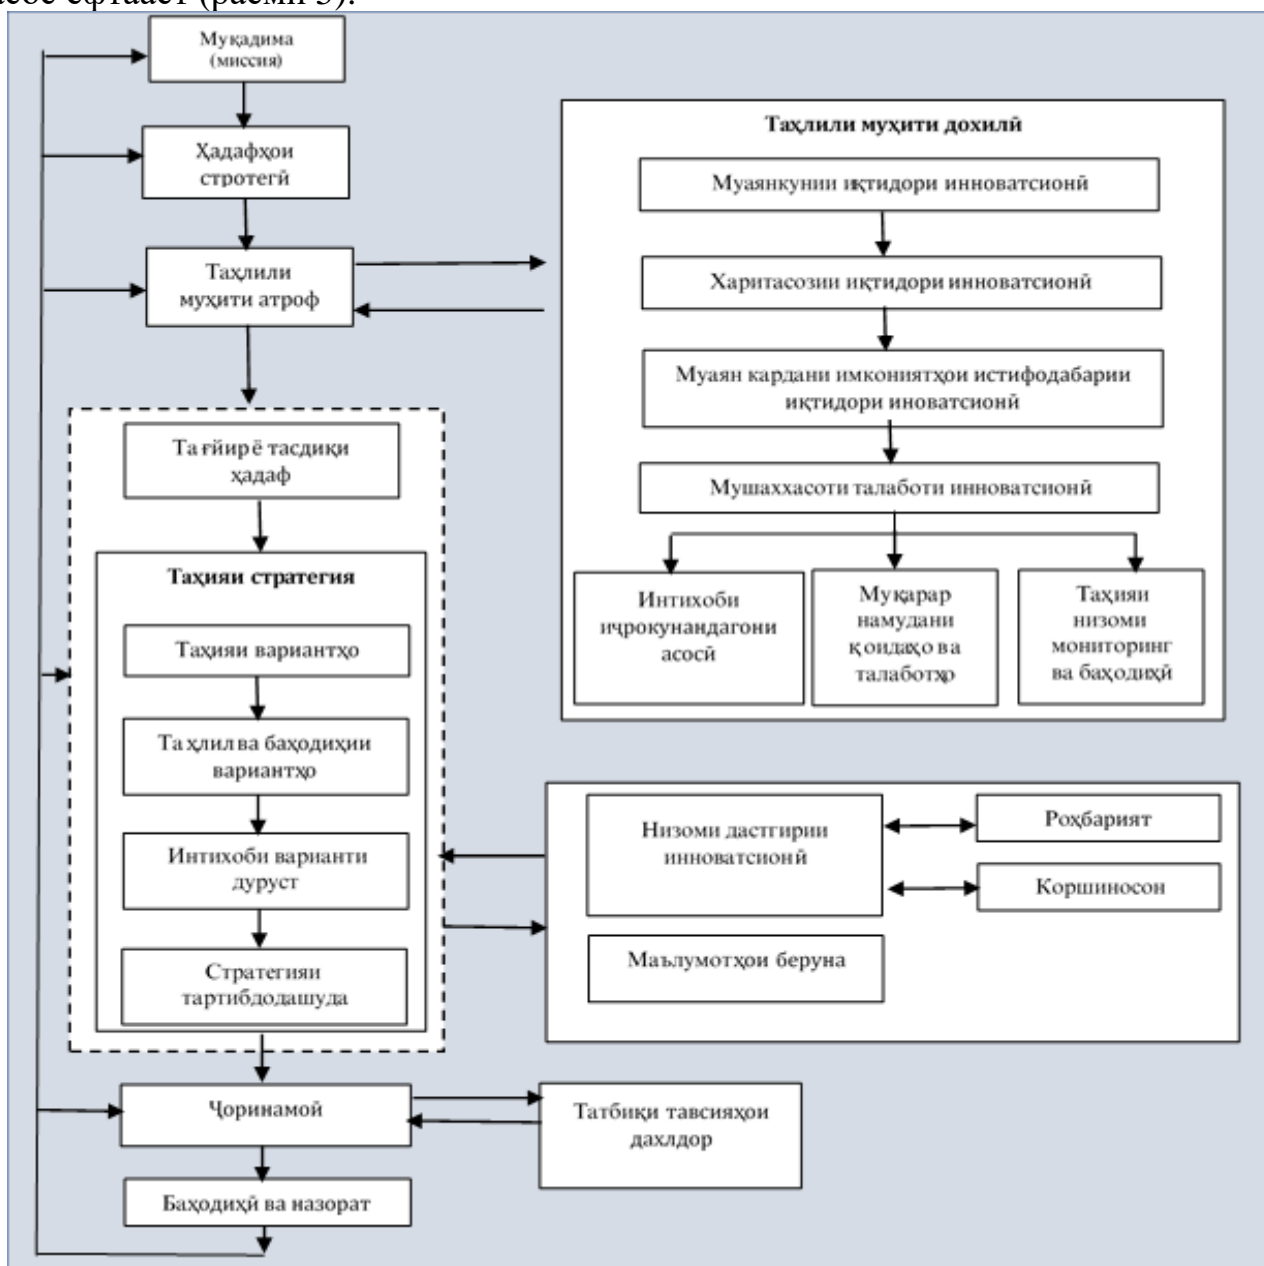 (расми 3).
Муқадима
(миссия)
Ҳадафҳои
стротегӣ
Таҳлили
муҳити атроф
Тағйирё тасдиқи
ҳадаф
Таҳияи стратегия
Таҳияи вариантҳо
Таҳлил ва баҳодиҳии
вариантҳо
Интихоби варианти
дуруст
Стратегияи
тартибдодашуда
Ҷоринамоӣ
Баҳодиҳӣ ва назорат
Таҳлили муҳити дохилӣ
Муаянкунии иқтидори инноватсионӣ
Харитасозии иқтидори инноватсионӣ
Муаян кардани имкониятҳои истифодабарии
иқтидори иноватсионӣ
Мушаххасоти талаботи инноватсионӣ
Интихоби
иҷрокунандагони
асосӣ
Муқарар
намудани
қоидаҳо ва
талаботҳо
Таҳияи
низоми
мониторинг
ва баҳодиҳӣ
Низоми дастгирии
инноватсионӣ
Роҳбарият
Коршиносон
Маълумотҳои беруна
Татбиқи тавсияҳои
дахлдор